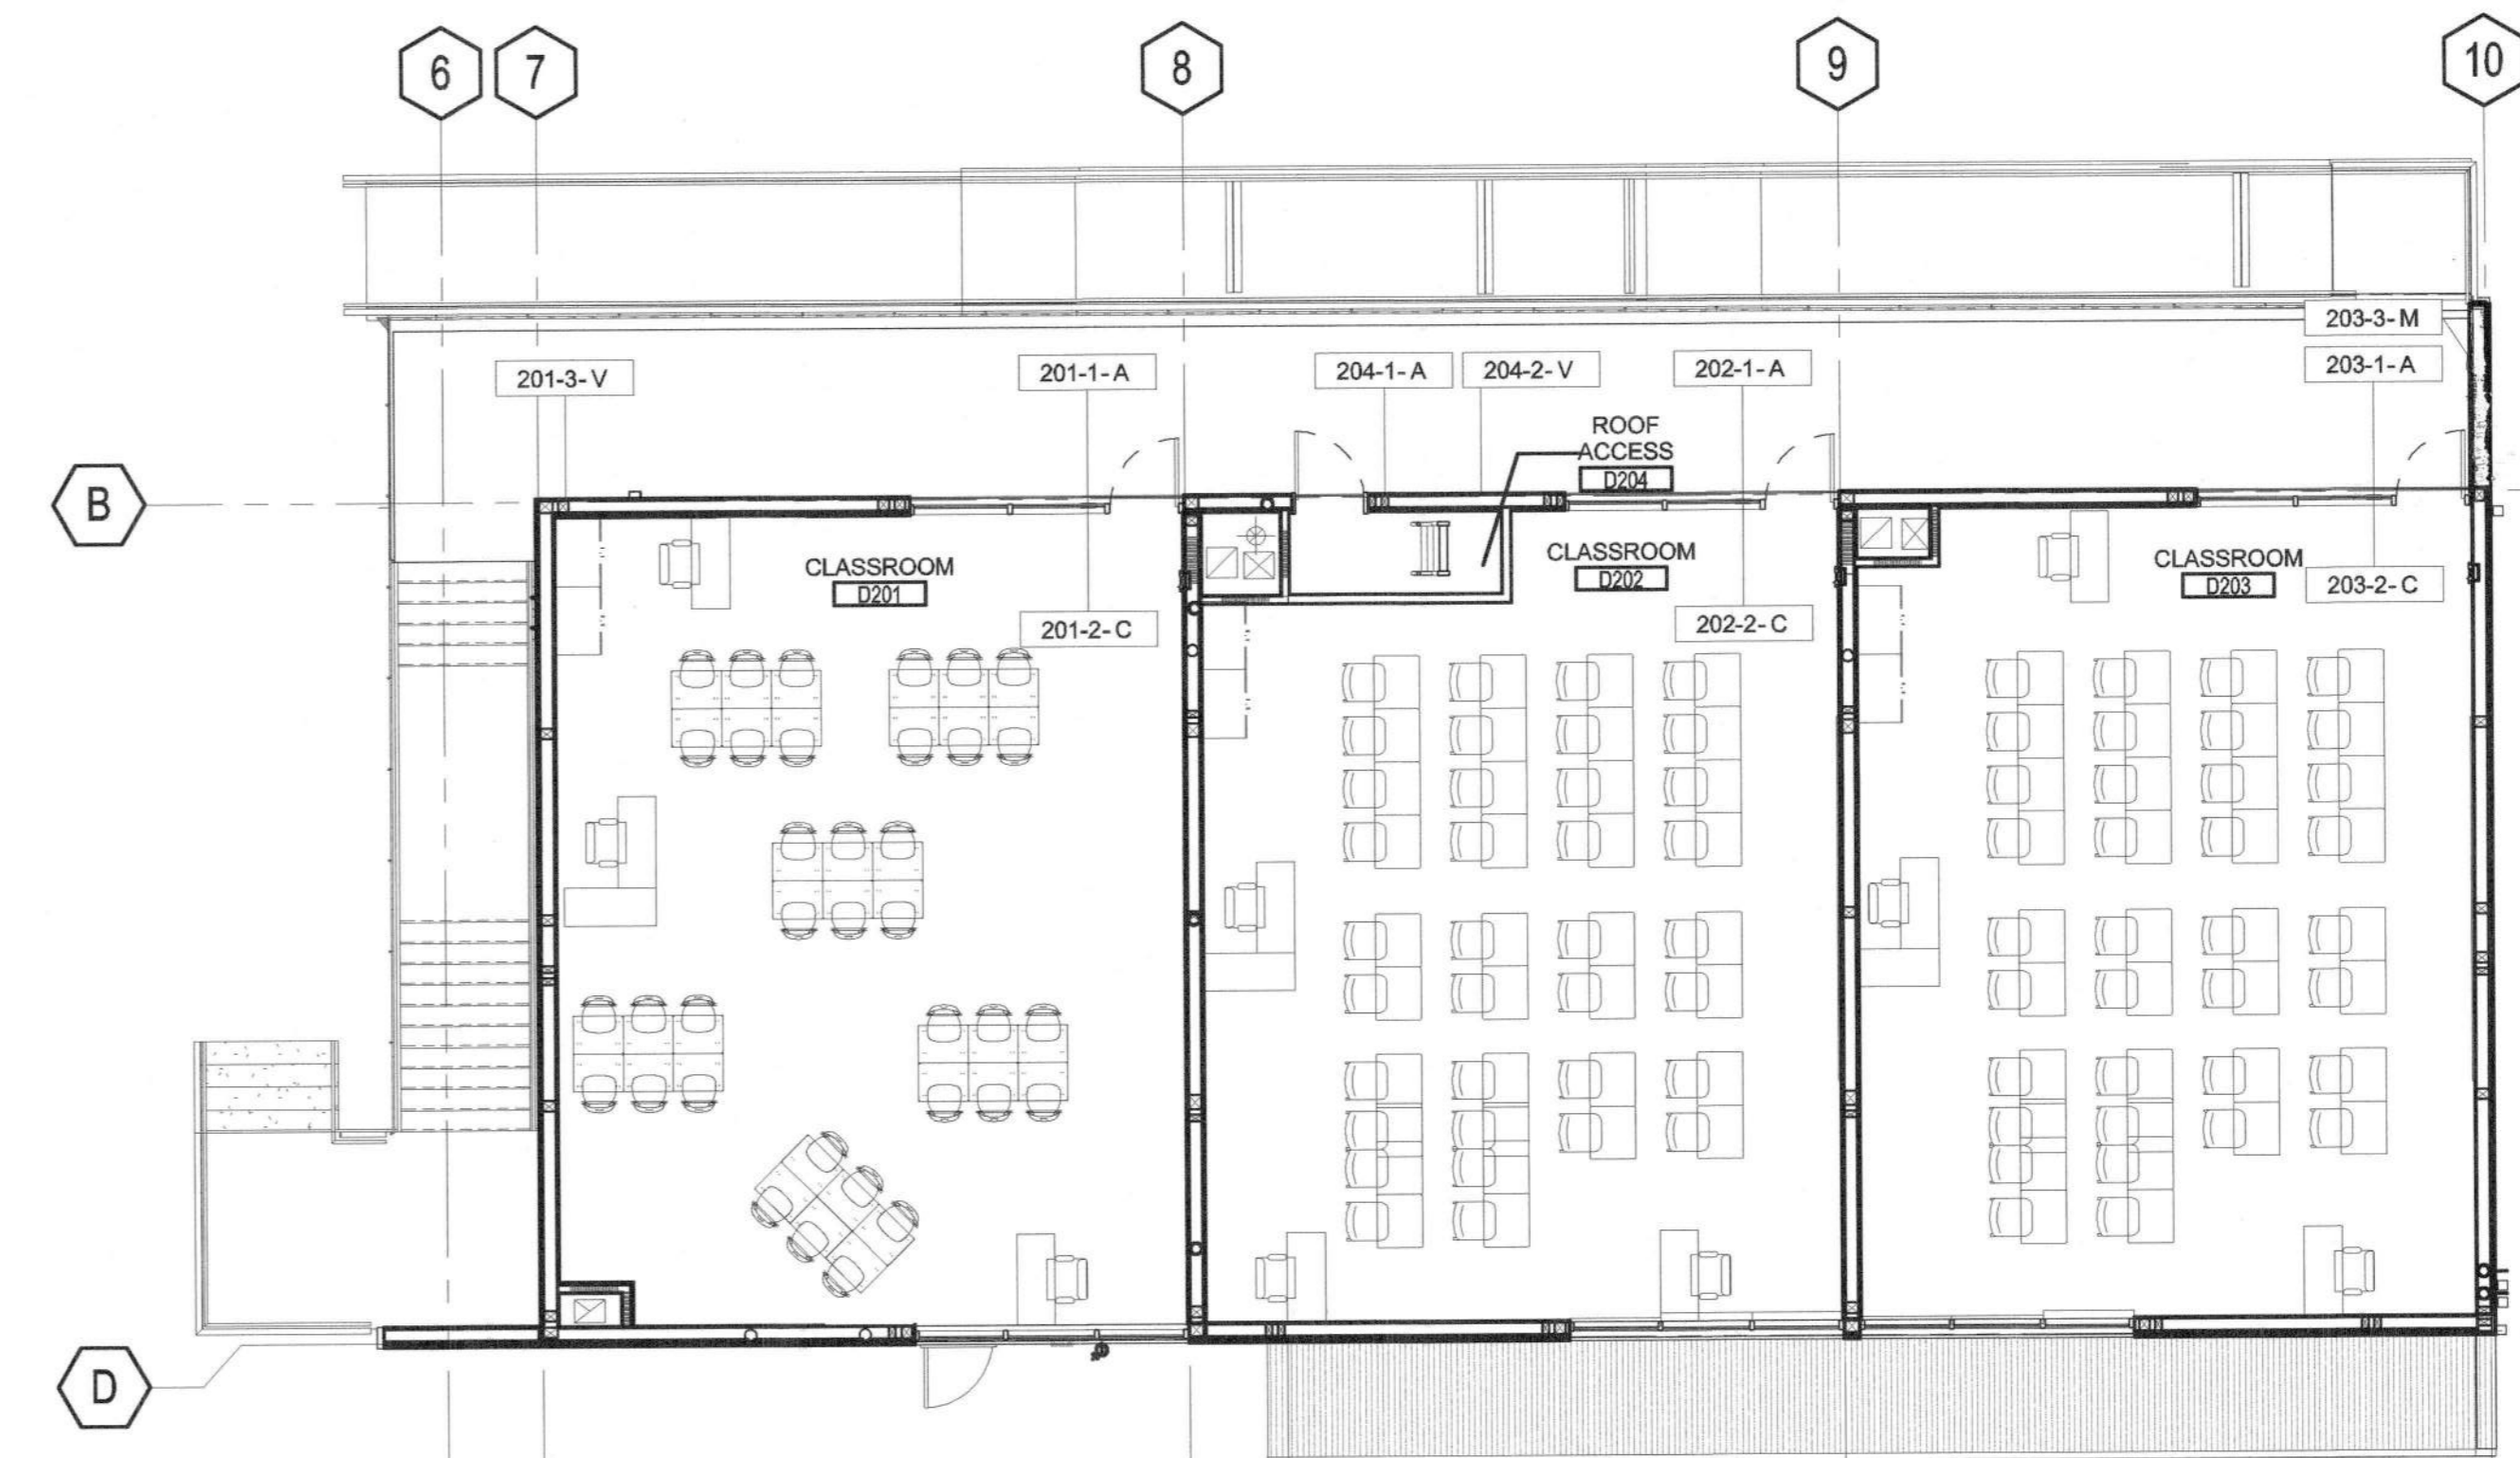 6
7
8
9
10
203-3-M
201-3-V
201-1-A
204-1-A
204-2-V
202-1-A
203-1-A
ROOF
ACCESS
D204
B
CLASSROOM
D201
CLASSROOM
D202
CLASSROOM
D203
203-2-C
201-2-C
202-2-C
D